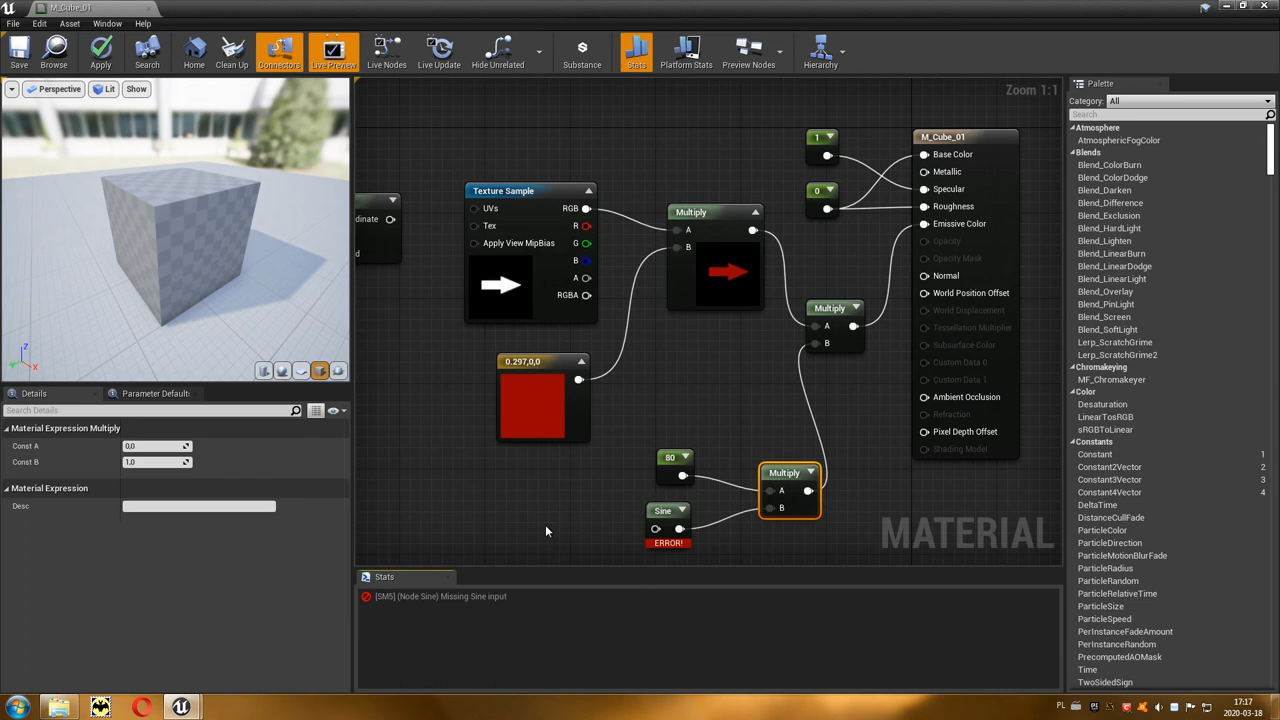 M_Cube_01
File Edit Asset Window Help
Save Browse Apply Search Home Clean Up Connectors Live Preview Live Nodes Live Update Hide Unrelated Substance Stats Platform Stats Preview Nodes Hierarchy
Perspective Lit Show
Zoom 1:1
Palette
Category: All
Search
Atmosphere
AtmosphericFogColor
Blends
Blend_ColorBurn
Blend_ColorDodge
Blend_Darken
Blend_Difference
Blend_Exclusion
Blend_HardLight
Blend_Lighten
Blend_LinearBurn
Blend_LinearDodge
Blend_LinearLight
Blend_Overlay
Blend_PinLight
Blend_Screen
Blend_SoftLight
Lerp_ScratchGrime
Lerp_ScratchGrime2
Chromakeying
MF_Chromakeyer
Color
Desaturation
LinearTosRGB
sRGBToLinear
Constants
Constant 1
Constant2Vector 2
Constant3Vector 3
Constant4Vector 4
DeltaTime
DistanceCullFade
ParticleColor
ParticleDirection
ParticleMotionBlurFade
ParticleRadius
ParticleRandom
ParticleRelativeTime
ParticleSize
ParticleSpeed
PerInstanceFadeAmount
PerInstanceRandom
PrecomputedAOMask
Time
TwoSidedSign
dinate
d
Texture Sample
UVs RGB
Tex R
Apply View MipBias G
B
A
RGBA
0.297,0,0
Multiply
A
B
1
0
Multiply
A
B
80
Sine
ERROR!
Multiply
A
B
M_Cube_01
Base Color
Metallic
Specular
Roughness
Emissive Color
Opacity
Opacity Mask
Normal
World Position Offset
World Displacement
Tessellation Multiplier
Subsurface Color
Custom Data 0
Custom Data 1
Ambient Occlusion
Refraction
Pixel Depth Offset
Shading Model
MATERIAL
Z
X
Details Parameter Default:
Search Details
Material Expression Multiply
Const A 0.0
Const B 1.0
Material Expression
Desc
Stats
[SM5] (Node Sine) Missing Sine input
PL
17:17
2020-03-18